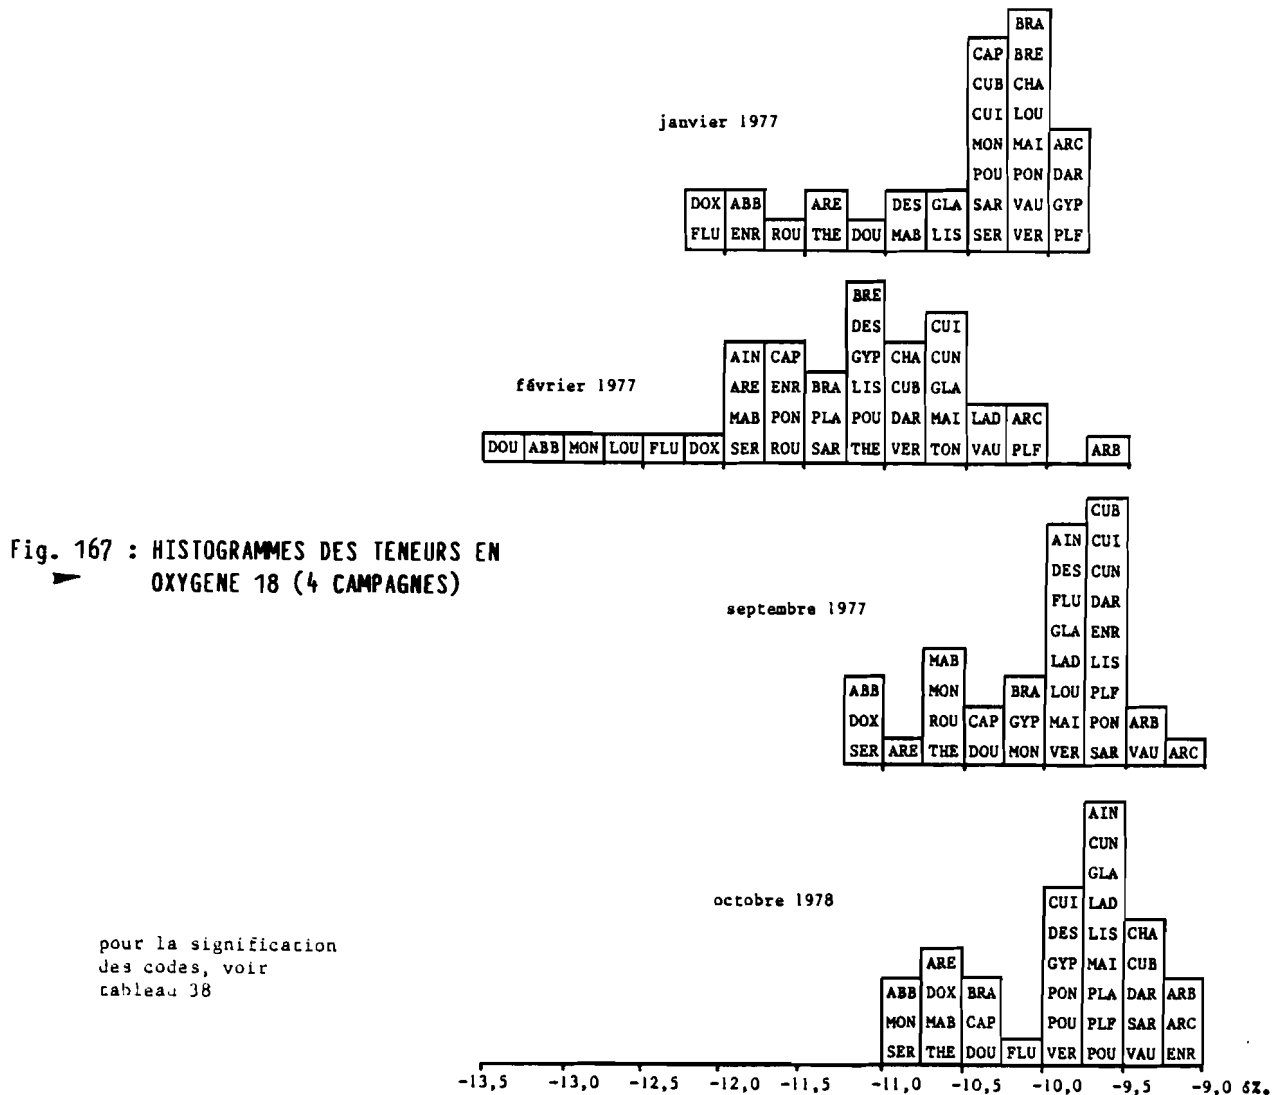 janvier 1977
BRA
CAP BRE
CUB CHA
CUI LOU
MON MAI ARC
POU PON DAR
DOX ABB ARE DES GLA SAR VAU GYP
FLU ENR ROU THE DOU MAB LIS SER VER PLF
février 1977
BRE
DES CUI
AIN CAP GYP CHA CUN
ARE ENR BRA LIS CUB GLA
MAB PON PLA POU DAR MAI LAD ARC
DOU ABB MON LOU FLU DOX SER ROU SAR THE VER TON VAU PLF ARB
Fig. 167 : HISTOGRAMMES DES TENEURS EN
OXYGENE 18 (4 CAMPAGNES)
septembre 1977
CUB
AIN CUI
DES CUN
FLU DAR
GLA ENR
MAB LAD LIS
ABB MON BRA LOU PLF
DOX ROU CAP GYP MAI PON ARB
SER ARE THE DOU MON VER SAR VAU ARC
octobre 1978
AIN
CUN
GLA
CUI LAD
DES LIS CHA
ARE GYP MAI CUB
ABB DOX BRA PON PLA DAR ARB
MON MAB CAP POU PLF SAR ARC
SER THE DOU FLU VER POU VAU ENR
pour la signification
des codes, voir
tableau 38
-13,5 -13,0 -12,5 -12,0 -11,5 -11,0 -10,5 -10,0 -9,5 -9,0 δ‰